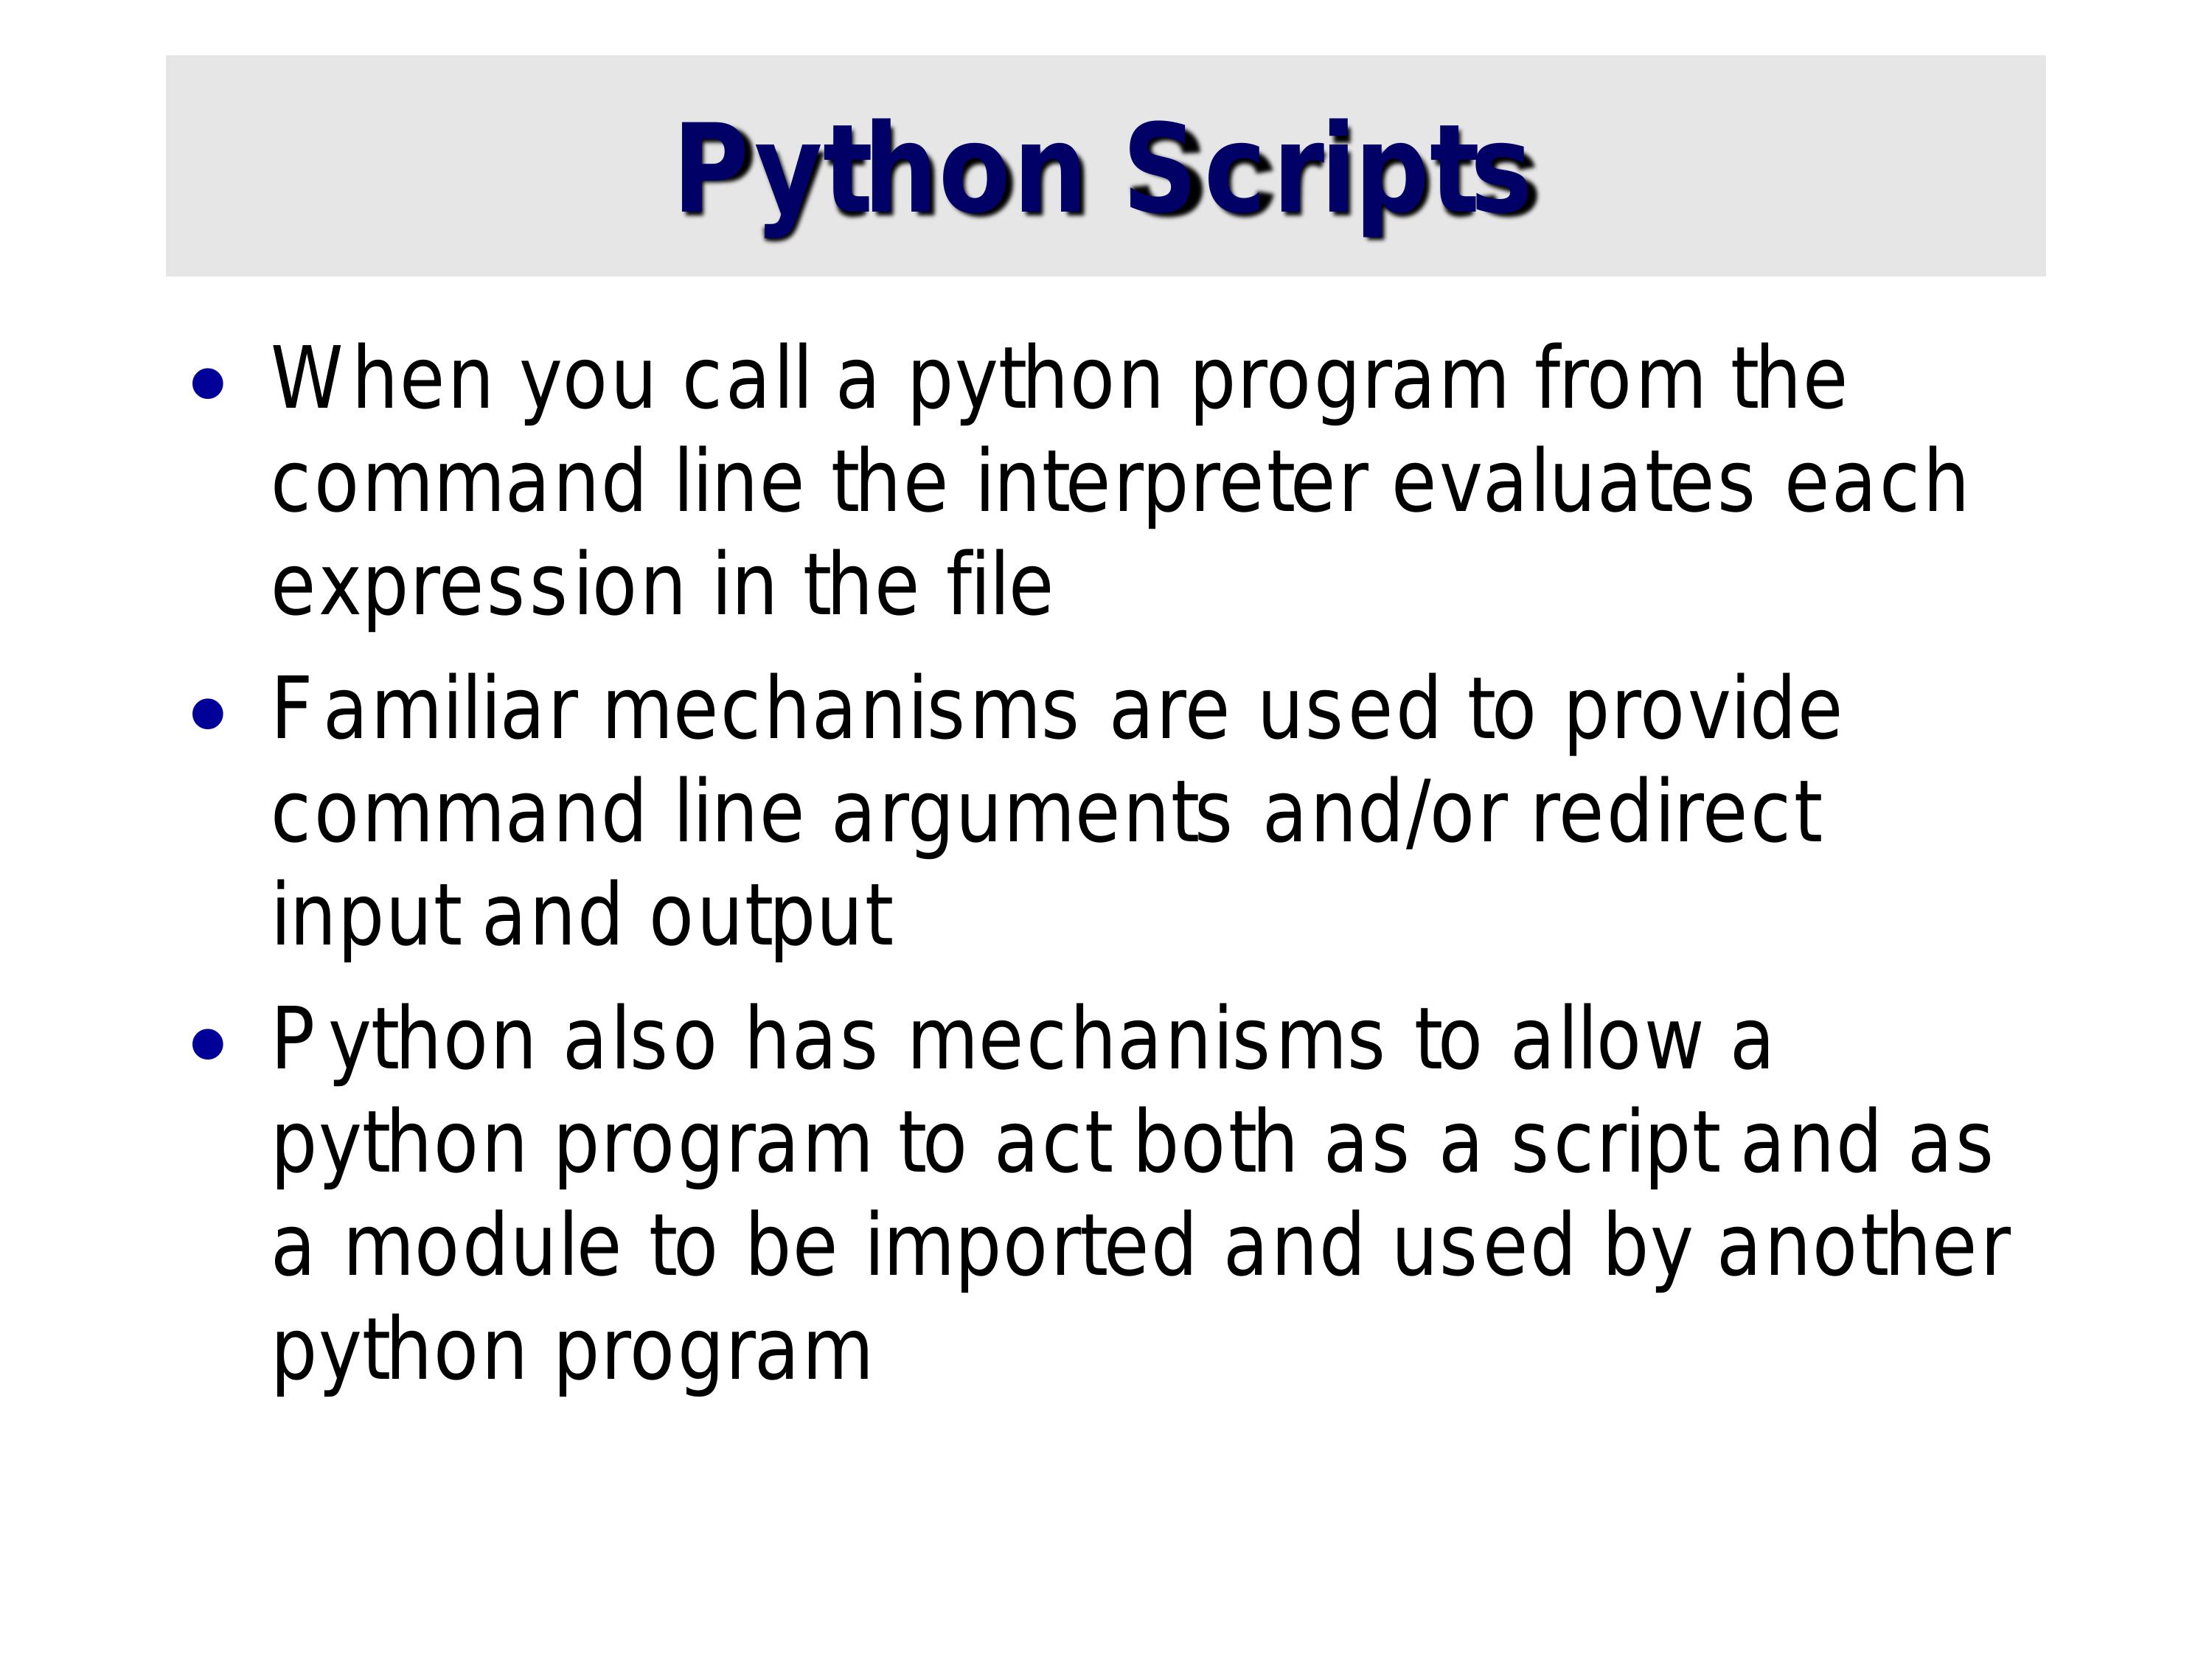 Python Scripts
• When you call a python program from the
command line the interpreter evaluates each
expression in the file
• Familiar mechanisms are used to provide
command line arguments and/or redirect
input and output
• Python also has mechanisms to allow a
python program to act both as a script and as
a module to be imported and used by another
python program